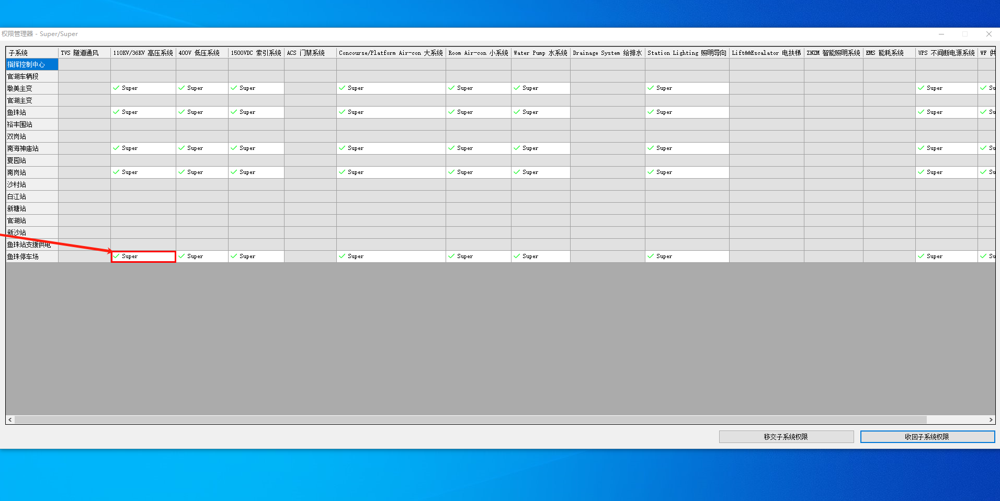 权限管理器 - Super/Super
子系统 TVS 隧道通风 110KV/36KV 高压系统 400V 低压系统 1500VDC 索引系统 ACS 门禁系统 Concourse/Platform Air-con 大系统 Room Air-con 小系统 Water Pump 水系统 Drainage System 给排水 Station Lighting 照明导向 Lift&&Escalator 电扶梯 ZNZM 智能照明系统 EMS 能耗系统 UPS 不间断电源系统 WF 供
指挥控制中心
官湖车辆段
墩美主变 Super Super Super Super Super Super Super Super Su
官湖主变
鱼珠站 Super Super Super Super Super Super Super Super Su
裕丰围站
双岗站
南海神庙站 Super Super Super Super Super Super Super Super Su
夏园站
南岗站 Super Super Super Super Super Super Super Super Su
沙村站
白江站
新塘站
官湖站
新沙站
鱼珠站支援供电
鱼珠停车场 Super Super Super Super Super Super Super Super Su
移交子系统权限 收回子系统权限